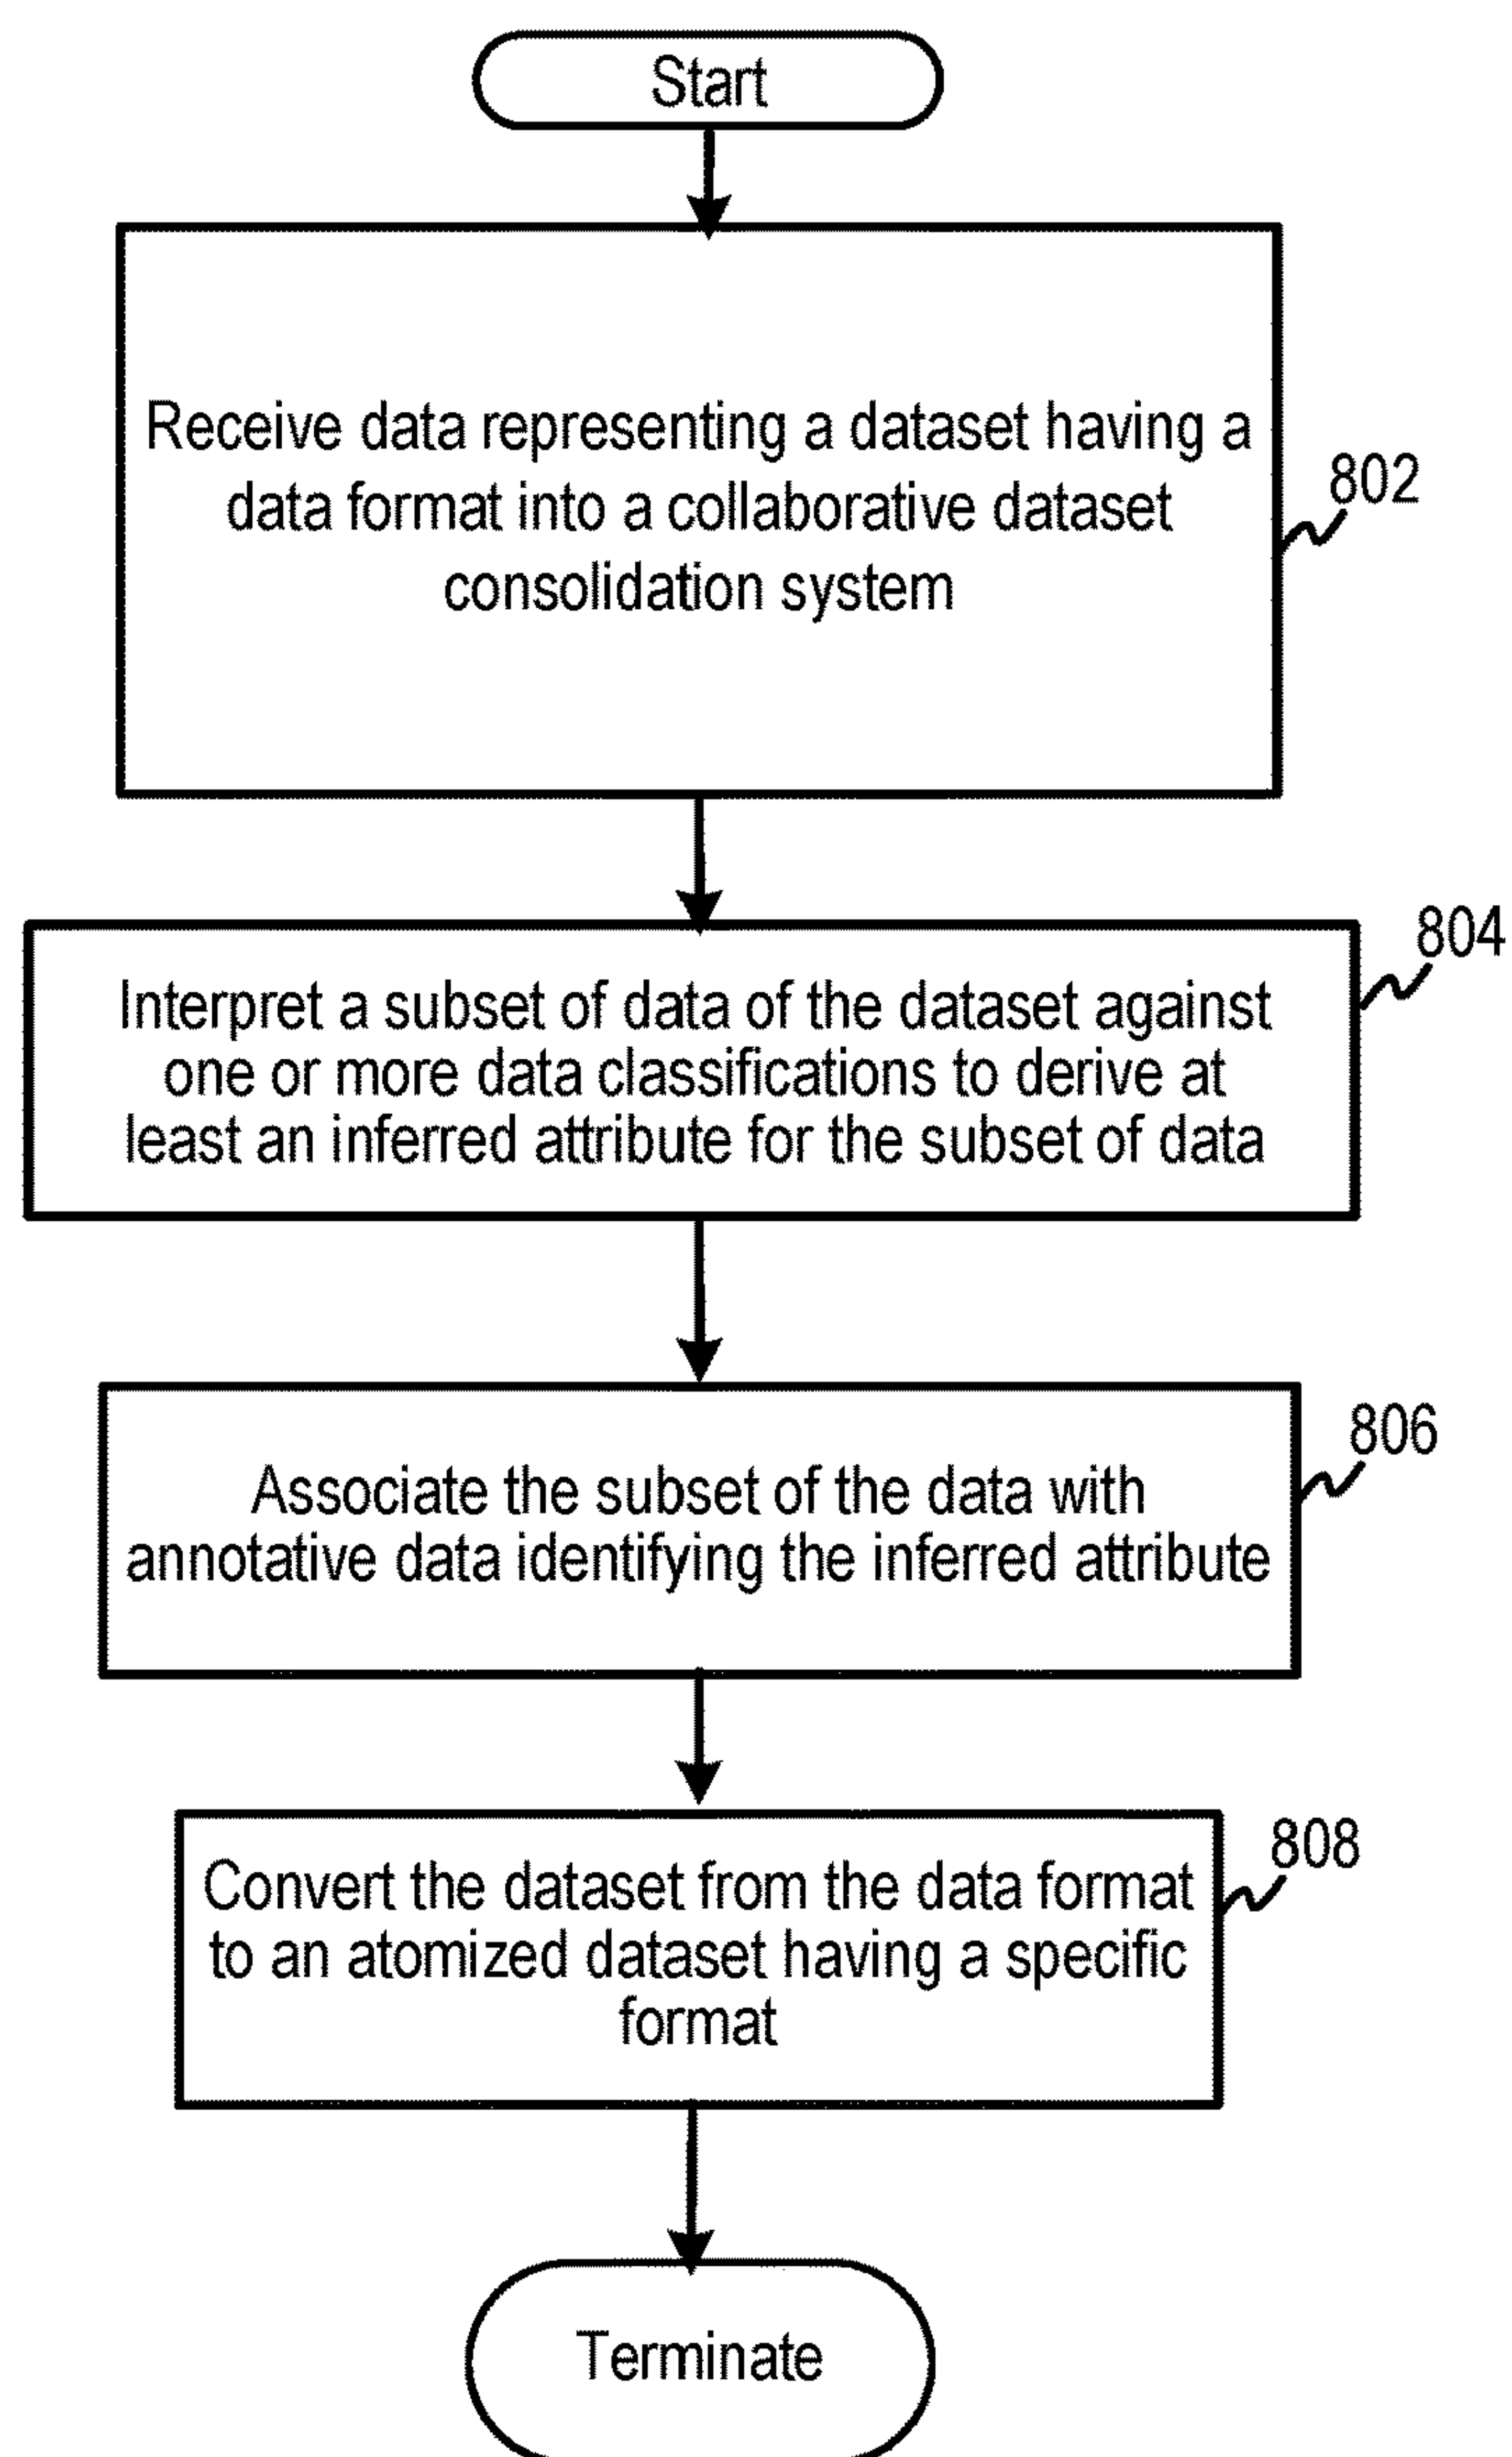 Start
Receive data representing a dataset having a
data format into a collaborative dataset
consolidation system
802
804
Interpret a subset of data of the dataset against
one or more data classifications to derive at
least an inferred attribute for the subset of data
806
Associate the subset of the data with
annotative data identifying the inferred attribute
808
Convert the dataset from the data format
to an atomized dataset having a specific
format
Terminate